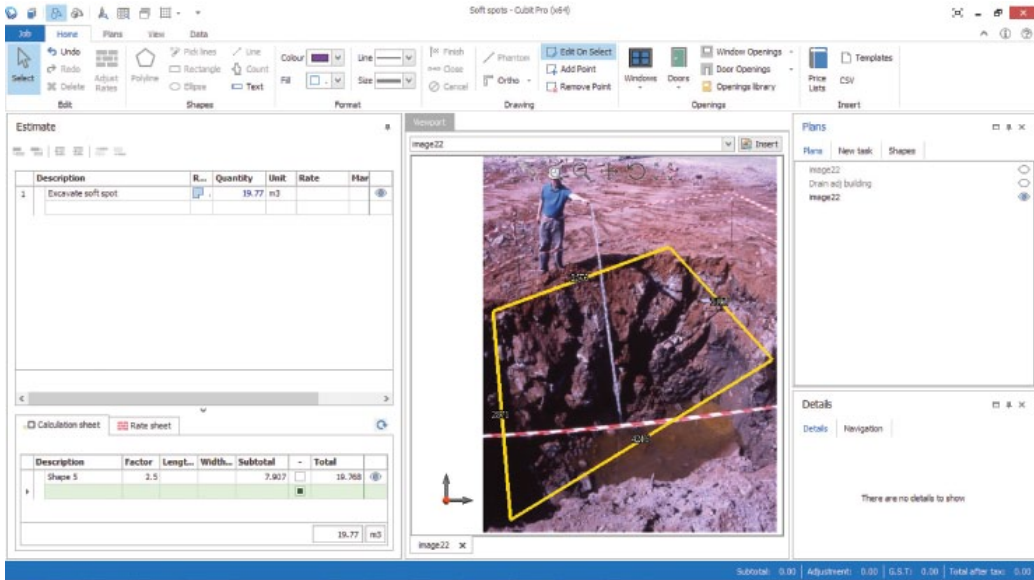 Soft spots - Cubit Pro (x64)
Job Home Plans View Data
Select
Undo
Redo
Delete
Adjust Rates
Edit
Polyline
Pick lines
Rectangle
Ellipse
Line
Count
Text
Shapes
Colour
Fill
Line
Size
Format
Finish
Close
Cancel
Phantom
Ortho
Edit On Select
Add Point
Remove Point
Drawing
Windows
Doors
Window Openings
Door Openings
Openings library
Openings
Price Lists
Templates
CSV
Insert
Estimate
Description R... Quantity Unit Rate Mar
1 Excavate soft spot 19.77 m3
Calculation sheet Rate sheet
Description Factor Lengt... Width... Subtotal - Total
Shape 5 2.5 7.907 19.768
19.77 m3
Viewport
image22 Insert
image22
Plans
Plans New task Shapes
image22
Drain adj building
image22
Details
Details Navigation
There are no details to show
Subtotal: 0.00 Adjustment: 0.00 G.S.T: 0.00 Total after tax: 0.00